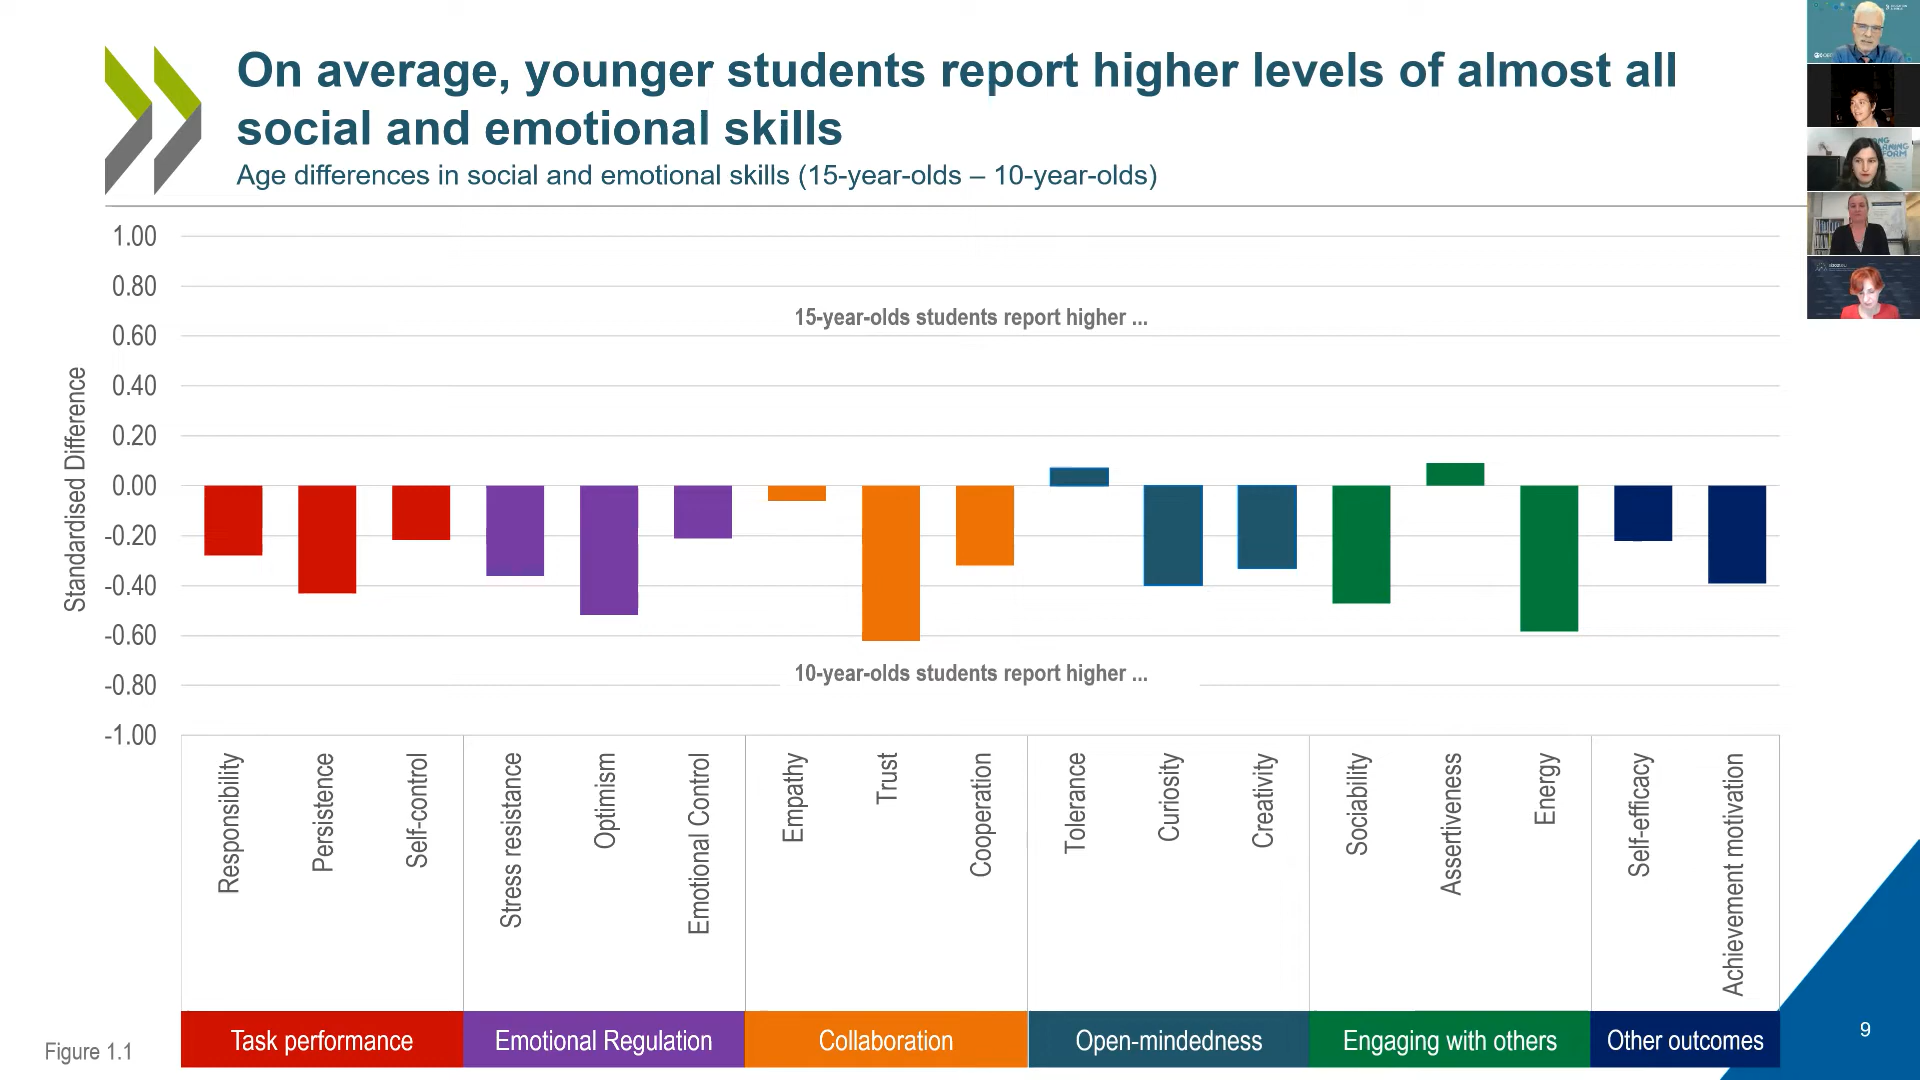 On average, younger students report higher levels of almost all
social and emotional skills
Age differences in social and emotional skills (15-year-olds – 10-year-olds)
Standardised Difference
1.00
0.80
0.60
0.40
0.20
0.00
-0.20
-0.40
-0.60
-0.80
-1.00
15-year-olds students report higher ...
10-year-olds students report higher ...
Responsibility
Persistence
Self-control
Stress resistance
Optimism
Emotional Control
Empathy
Trust
Cooperation
Tolerance
Curiosity
Creativity
Sociability
Assertiveness
Energy
Self-efficacy
Achievement motivation
Task performance
Emotional Regulation
Collaboration
Open-mindedness
Engaging with others
Other outcomes
Figure 1.1
9